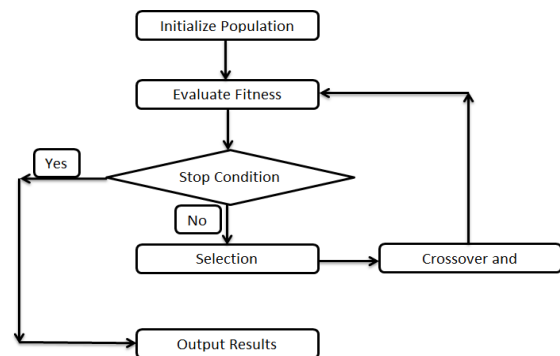 Initialize Population
Evaluate Fitness
Yes
Stop Condition
No
Selection
Crossover and
Output Results